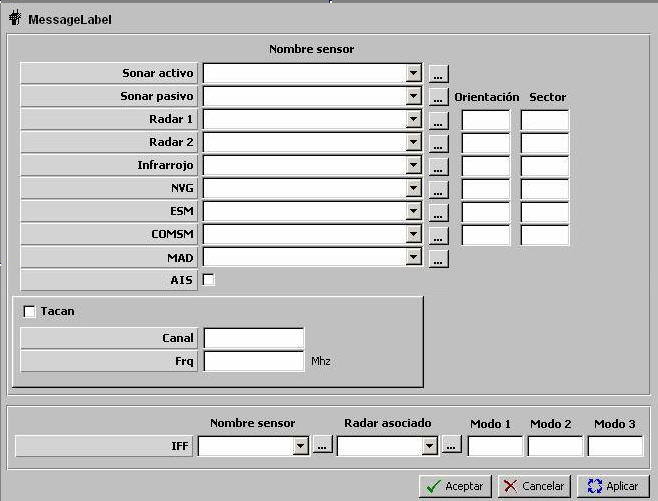 MessageLabel
Nombre sensor
Sonar activo ...
Sonar pasivo ... Orientación Sector
Radar 1 ...
Radar 2 ...
Infrarrojo ...
NVG ...
ESM ...
COMSM ...
MAD ...
AIS
Tacan
Canal
Frq Mhz
Nombre sensor Radar asociado Modo 1 Modo 2 Modo 3
IFF ... ...
Aceptar Cancelar Aplicar